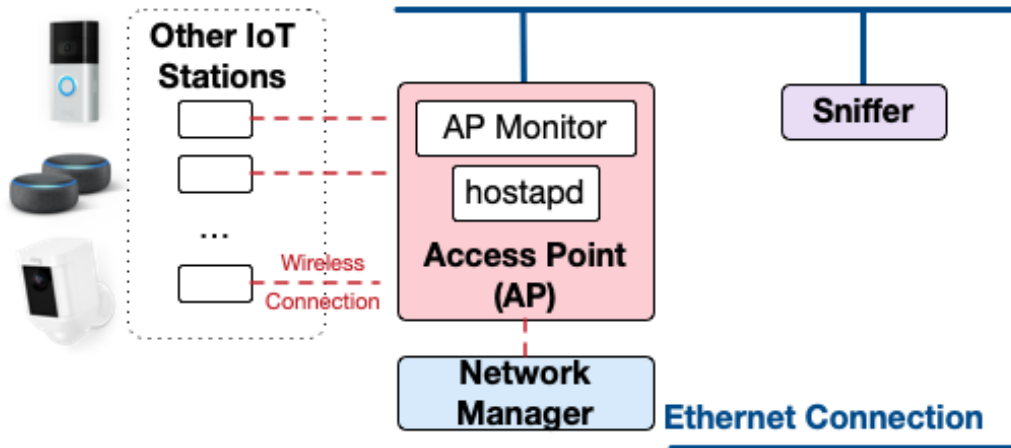 Other IoT
Stations
...
Wireless
Connection
AP Monitor
hostapd
Access Point
(AP)
Sniffer
Network
Manager
Ethernet Connection